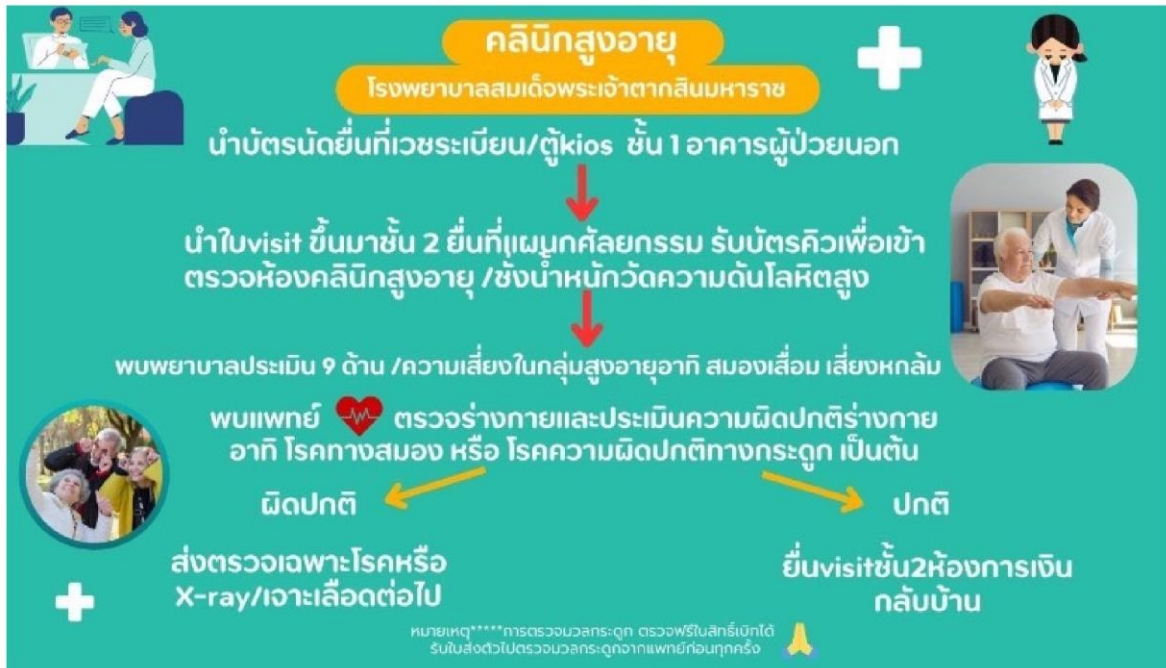 คลินิกสูงอายุ
โรงพยาบาลสมเด็จพระเจ้าตากสินมหาราช
นำบัตรนัดยื่นที่เวชระเบียน/ตู้kios ชั้น 1 อาคารผู้ป่วยนอก
นำใบvisit ขึ้นมาชั้น 2 ยื่นที่แผนกศัลยกรรม รับบัตรคิวเพื่อเข้า
ตรวจห้องคลินิกสูงอายุ /ชั่งน้ำหนักวัดความดันโลหิตสูง
พบพยาบาลประเมิน 9 ด้าน /ความเสี่ยงในกลุ่มสูงอายุอาทิ สมองเสื่อม เสี่ยงหกล้ม
พบแพทย์ ตรวจร่างกายและประเมินความผิดปกติร่างกาย
อาทิ โรคทางสมอง หรือ โรคความผิดปกติทางกระดูก เป็นต้น
ผิดปกติ
ปกติ
ส่งตรวจเฉพาะโรคหรือ
X-ray/เจาะเลือดต่อไป
ยื่นvisitชั้น2ห้องการเงิน
กลับบ้าน
หมายเหตุ*****การตรวจมวลกระดูก ตรวจฟรีในสิทธิ์เบิกได้
รับใบส่งตัวไปตรวจมวลกระดูกจากแพทย์ก่อนทุกครั้ง